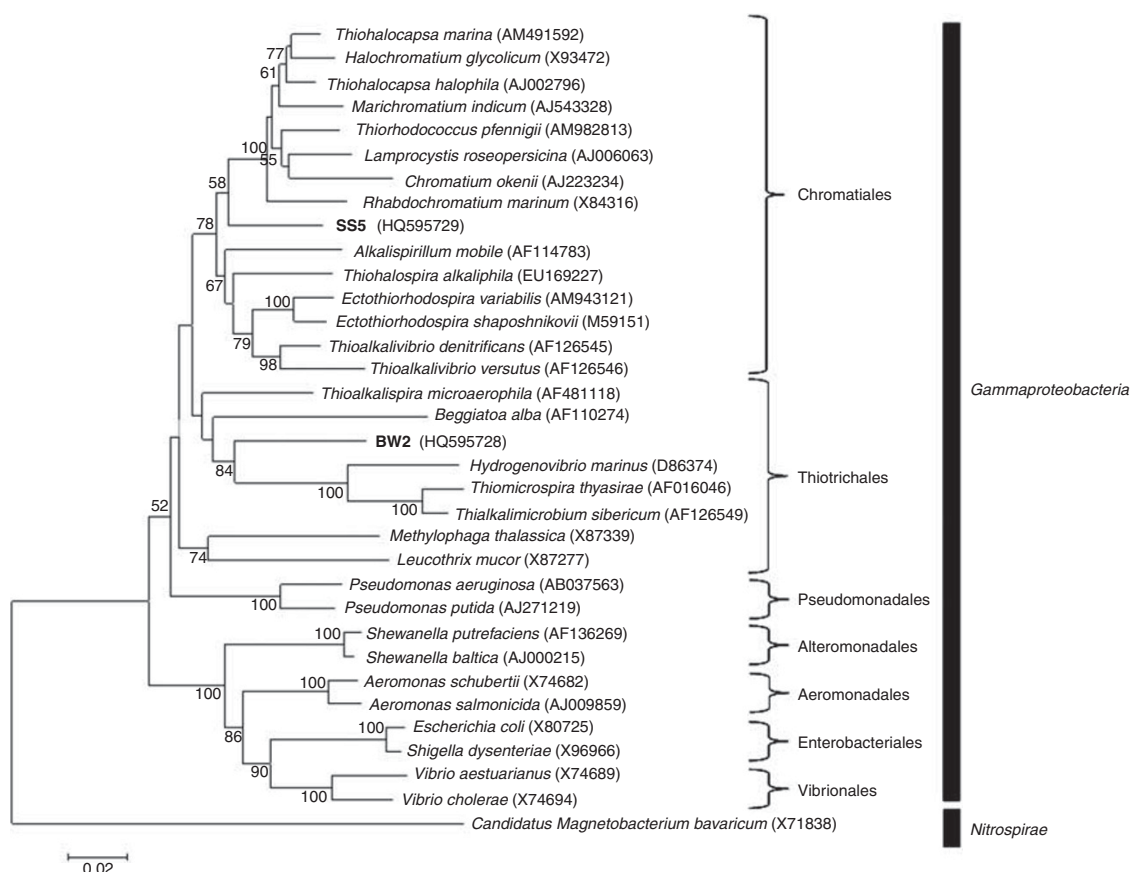 Thiohalocapsa marina (AM491592)
77
Halochromatium glycolicum (X93472)
61
Thiohalocapsa halophila (AJ002796)
Marichromatium indicum (AJ543328)
Thiorhodococcus pfennigii (AM982813)
100
55
Lamprocystis roseopersicina (AJ006063)
Chromatium okenii (AJ223234)
58
Rhabdochromatium marinum (X84316)
Chromatiales
78
SS5 (HQ595729)
Alkalispirillum mobile (AF114783)
67
Thiohalospira alkaliphila (EU169227)
100
Ectothiorhodospira variabilis (AM943121)
Ectothiorhodospira shaposhnikovii (M59151)
79
Thioalkalivibrio denitrificans (AF126545)
98
Thioalkalivibrio versutus (AF126546)
Gammaproteobacteria
Thioalkalispira microaerophila (AF481118)
Beggiatoa alba (AF110274)
BW2 (HQ595728)
84
Hydrogenovibrio marinus (D86374)
Thiotrichales
100
Thiomicrospira thyasirae (AF016046)
100
Thialkalimicrobium sibericum (AF126549)
52
Methylophaga thalassica (X87339)
74
Leucothrix mucor (X87277)
Pseudomonas aeruginosa (AB037563)
100
Pseudomonadales
Pseudomonas putida (AJ271219)
100
Shewanella putrefaciens (AF136269)
Alteromonadales
Shewanella baltica (AJ000215)
100
100
Aeromonas schubertii (X74682)
Aeromonadales
Aeromonas salmonicida (AJ009859)
86
100
Escherichia coli (X80725)
Enterobacteriales
Shigella dysenteriae (X96966)
90
Vibrio aestuarianus (X74689)
100
Vibrionales
Vibrio cholerae (X74694)
Candidatus Magnetobacterium bavaricum (X71838)
Nitrospirae
0.02